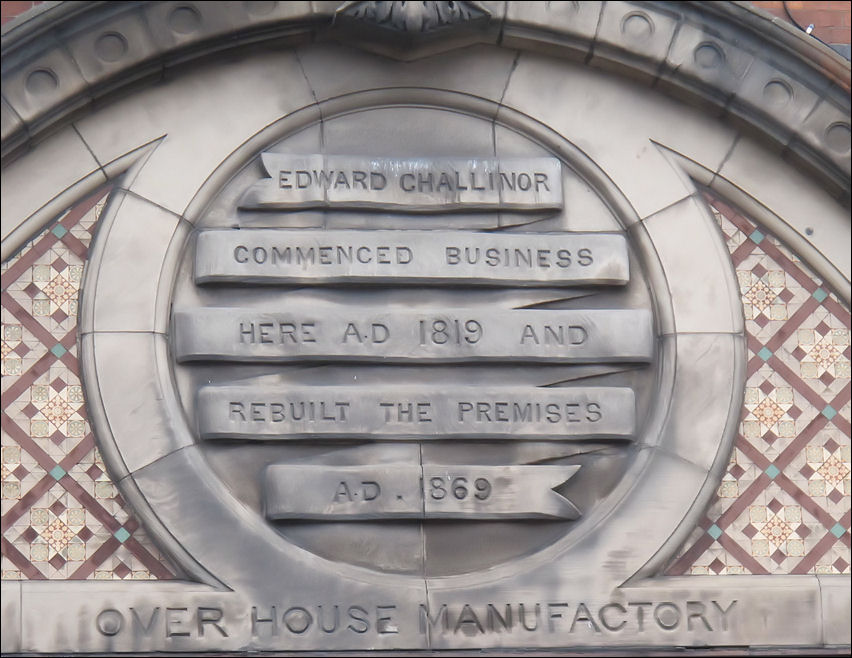 EDWARD CHALLINOR
COMMENCED BUSINESS
HERE A.D 1819 AND
REBUILT THE PREMISES
A.D. 1869
OVER HOUSE MANUFACTORY